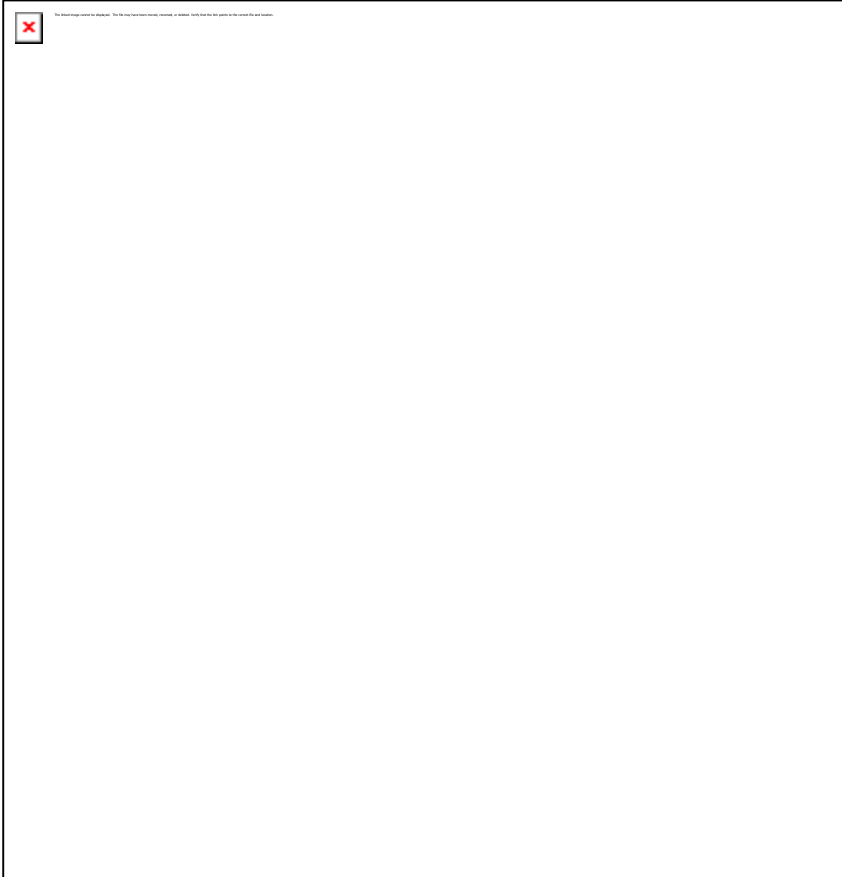 The linked image cannot be displayed. The file may have been moved, renamed, or deleted. Verify that the link points to the correct file and location.